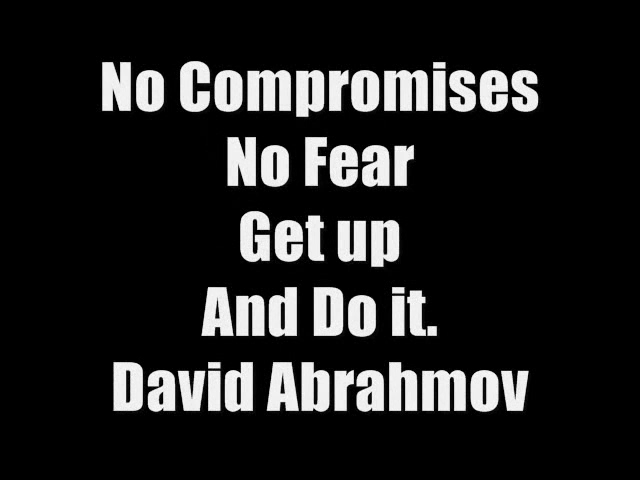 No Compromises
No Fear
Get up
And Do it.
David Abrahmov